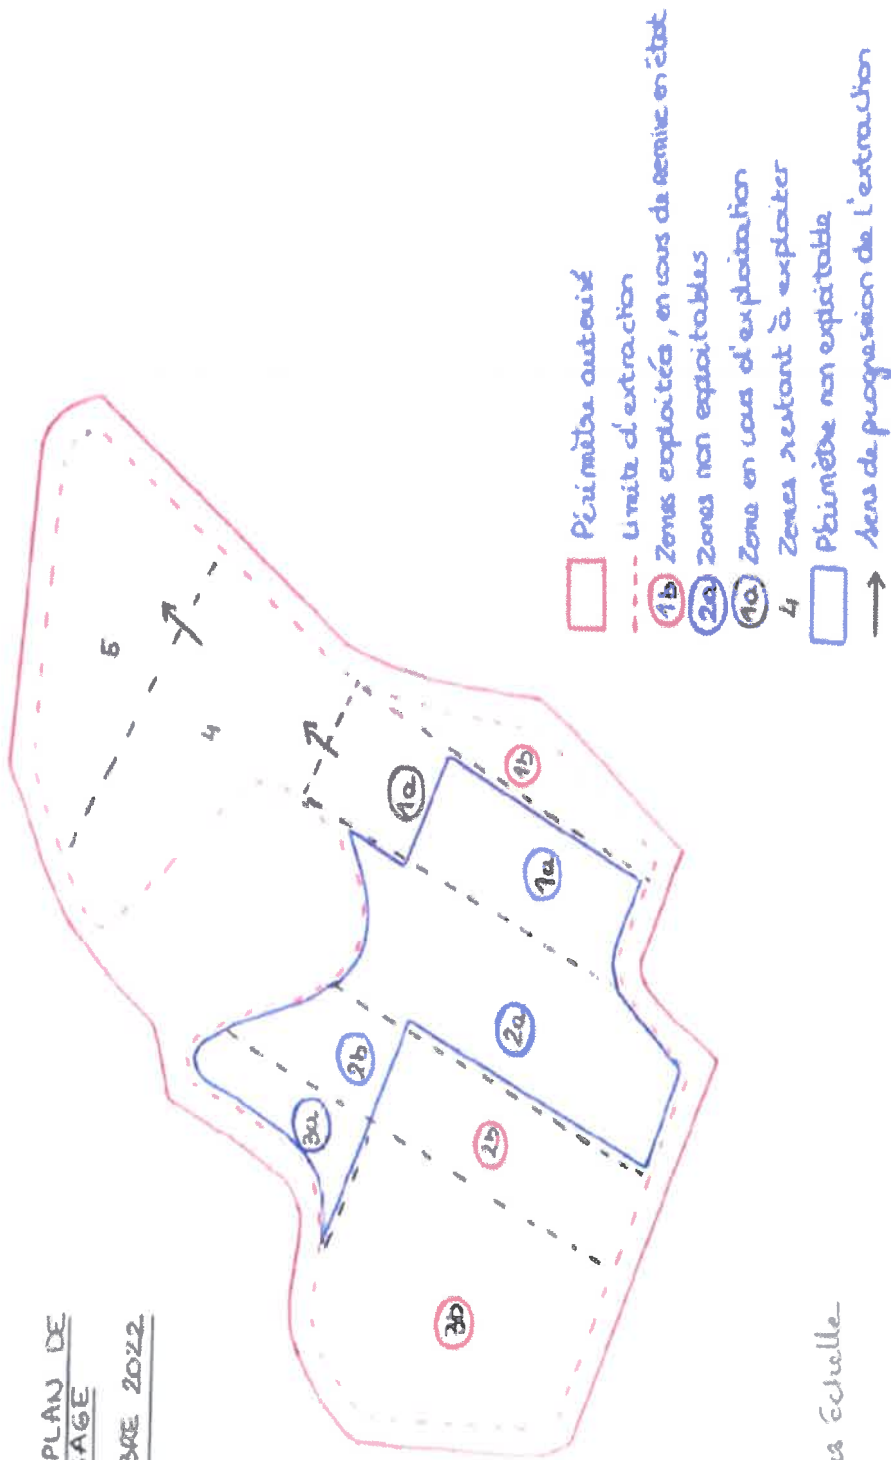 PLAN DE
AGE
BRE 2022
5
4
1a
1b
1a
2a
2b
3a
2b
3b
Périmètre autorisé
Limite d'extraction
1b Zones exploitées, en cours de remise en état
2a Zones non exploitables
1a Zone en cours d'exploitation
4 Zones restant à exploiter
Périmètre non exploitable
sens de progression de l'extraction
s échelle